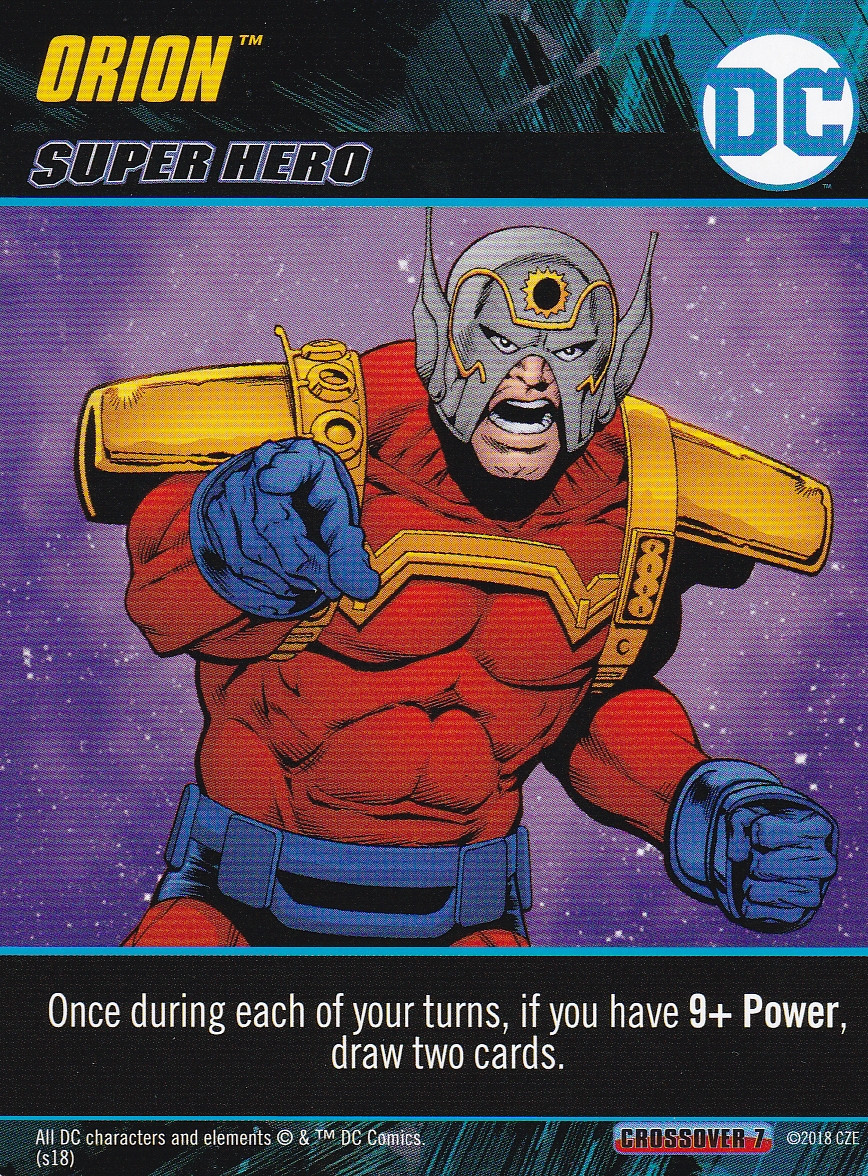 ORION™
DC™
SUPER HERO
Once during each of your turns, if you have 9+ Power,
draw two cards.
All DC characters and elements © & ™ DC Comics.
(s18)
CROSSOVER 7
©2018 CZE